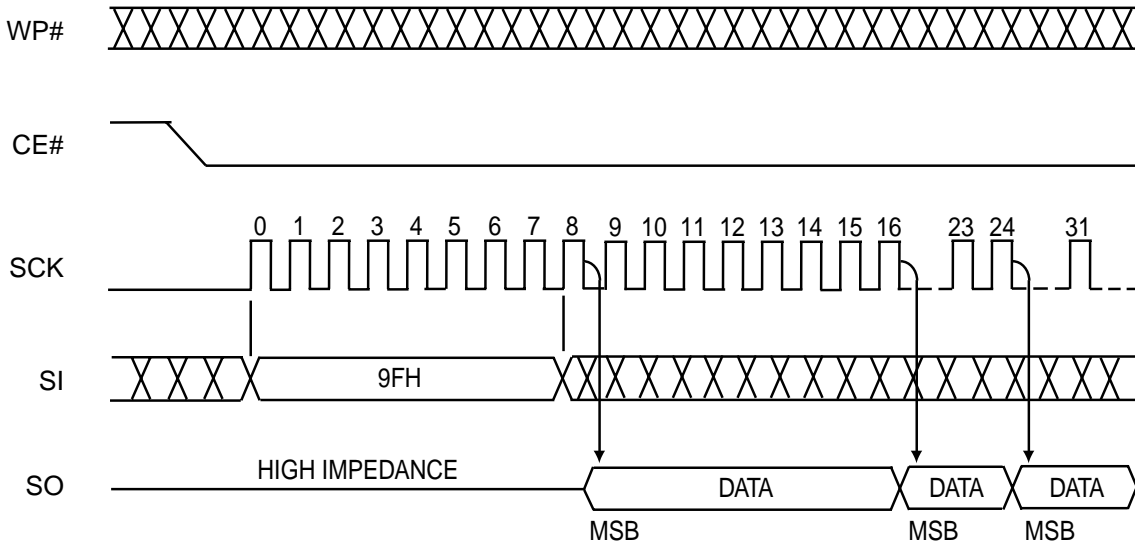 WP#
CE#
0 1 2 3 4 5 6 7 8 9 10 11 12 13 14 15 16 23 24 31
SCK
SI 9FH
HIGH IMPEDANCE
SO DATA DATA DATA
MSB MSB MSB